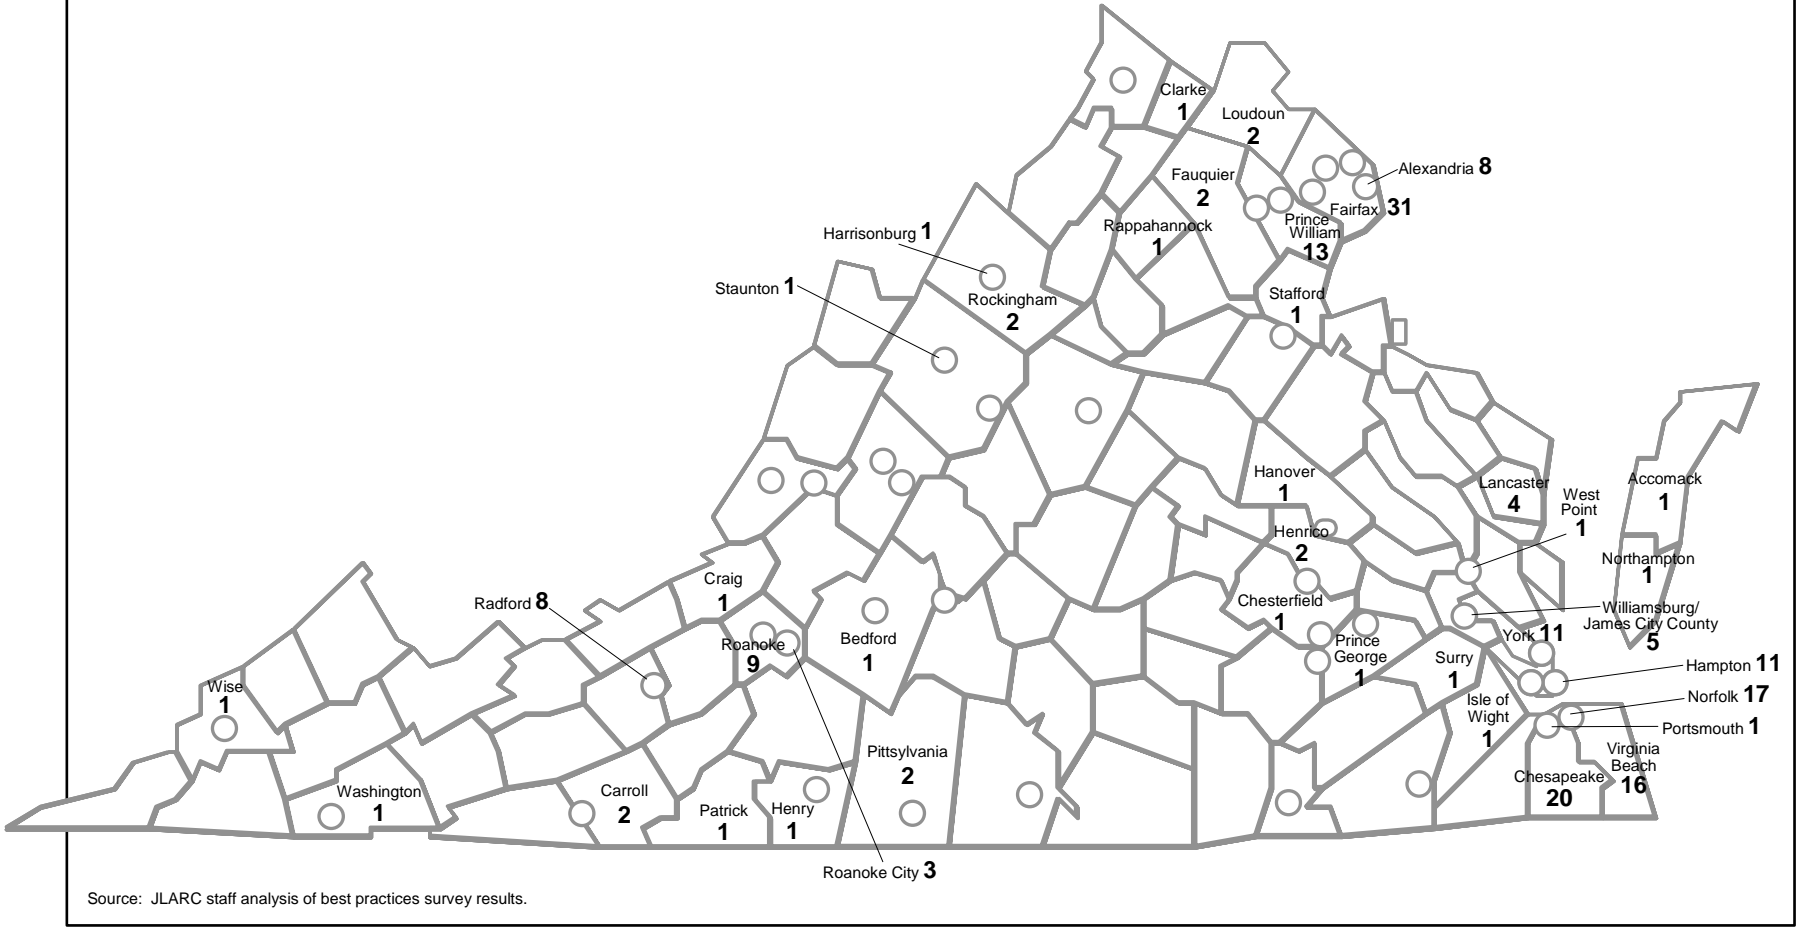 Clarke
1
Loudoun
2
Alexandria 8
Fauquier
2
Fairfax 31
Prince
William
13
Rappahannock
1
Harrisonburg 1
Staunton 1
Rockingham
2
Stafford
1
Hanover
1
Lancaster
4
West
Point
1
Accomack
1
Henrico
2
Northampton
1
Craig
1
Radford 8
Chesterfield
1
Williamsburg/
James City County
5
York 11
Roanoke
9
Bedford
1
Prince
George
1
Surry
1
Hampton 11
Wise
1
Isle of
Wight
1
Norfolk 17
Portsmouth 1
Pittsylvania
2
Virginia
Beach
16
Chesapeake
20
Washington
1
Carroll
2
Patrick
1
Henry
1
Roanoke City 3
Source: JLARC staff analysis of best practices survey results.